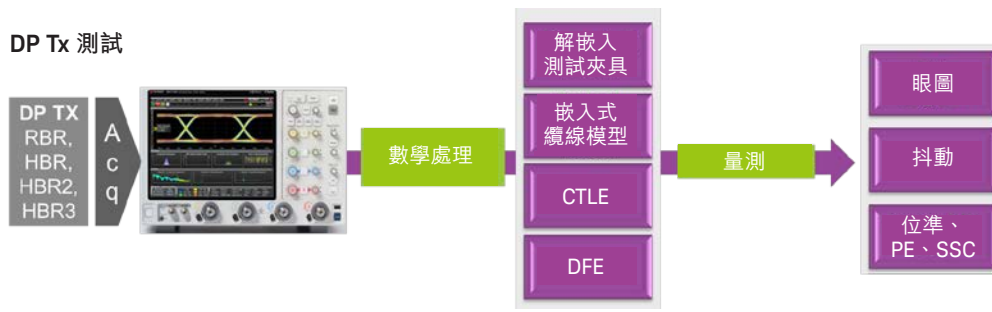 DP Tx 測試
DP TX
RBR,
HBR,
HBR2,
HBR3
A
c
q
數學處理
解嵌入
測試夾具
嵌入式
纜線模型
CTLE
DFE
量測
眼圖
抖動
位準、
PE、SSC